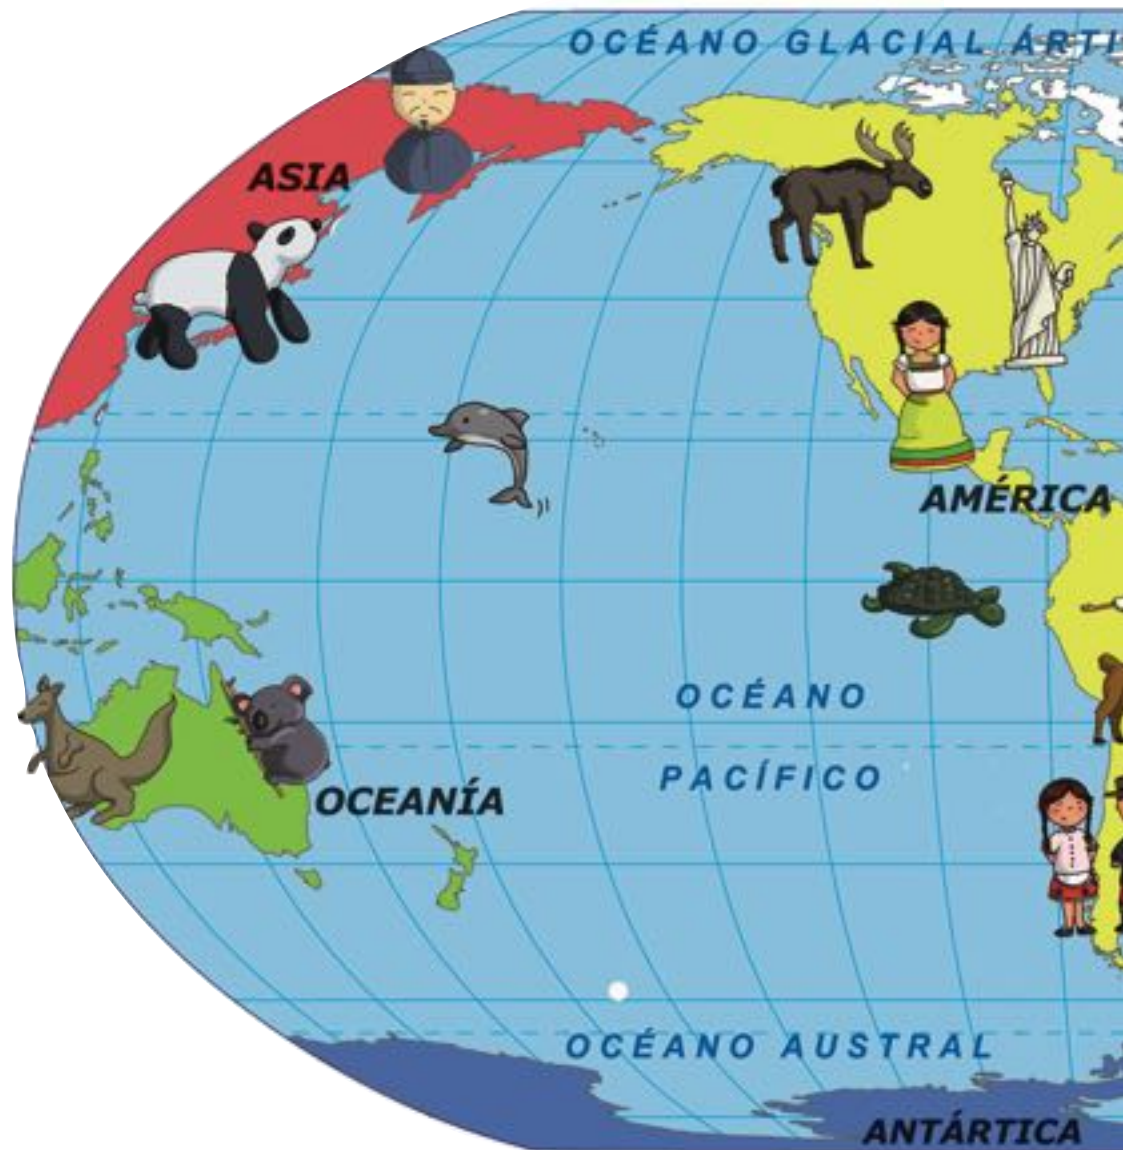 OCÉANO GLACIAL ÁRTI
ASIA
AMÉRICA
OCÉANO
PACÍFICO
OCEANÍA
OCÉANO AUSTRAL
ANTÁRTICA